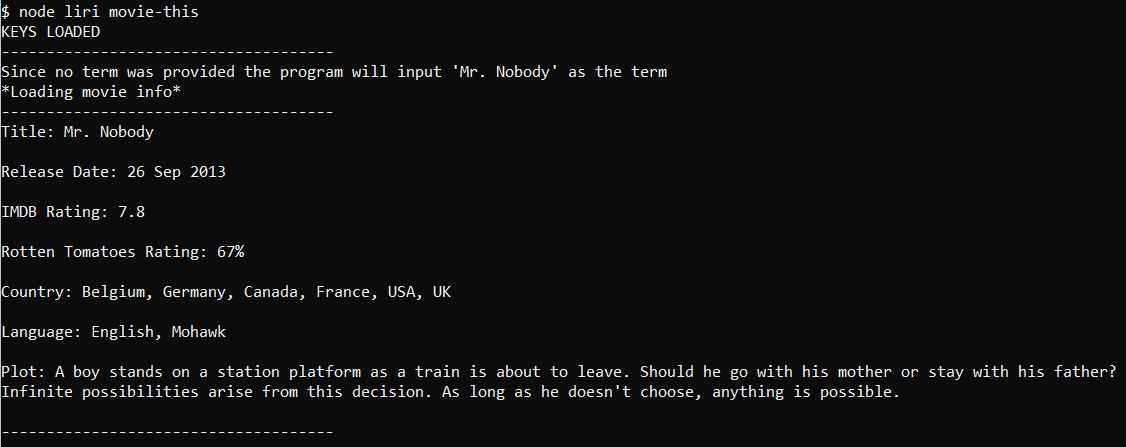 $ node liri movie-this
KEYS LOADED
-------------------------------------
Since no term was provided the program will input 'Mr. Nobody' as the term
*Loading movie info*
-------------------------------------
Title: Mr. Nobody
Release Date: 26 Sep 2013
IMDB Rating: 7.8
Rotten Tomatoes Rating: 67%
Country: Belgium, Germany, Canada, France, USA, UK
Language: English, Mohawk
Plot: A boy stands on a station platform as a train is about to leave. Should he go with his mother or stay with his father?
Infinite possibilities arise from this decision. As long as he doesn't choose, anything is possible.
-------------------------------------